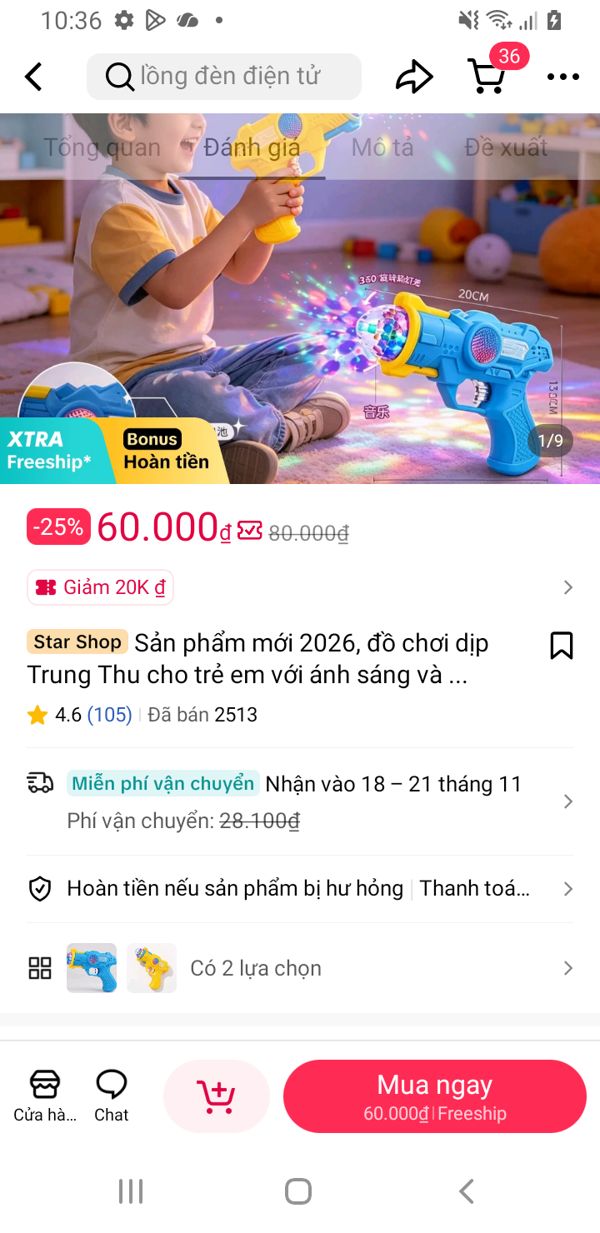 10:36
36
lồng đèn điện tử
Tổng quan Đánh giá Mô tả Đề xuất
20CM
音乐
XTRA
Freeship*
Bonus
Hoàn tiền
1/9
-25% 60.000₫ 80.000₫
Giảm 20K ₫
Star Shop Sản phẩm mới 2026, đồ chơi dịp
Trung Thu cho trẻ em với ánh sáng và ...
4.6 (105) Đã bán 2513
Miễn phí vận chuyển Nhận vào 18 – 21 tháng 11
Phí vận chuyển: 28.100₫
Hoàn tiền nếu sản phẩm bị hư hỏng Thanh toá...
Có 2 lựa chọn
Cửa hà... Chat
Mua ngay
60.000₫ Freeship